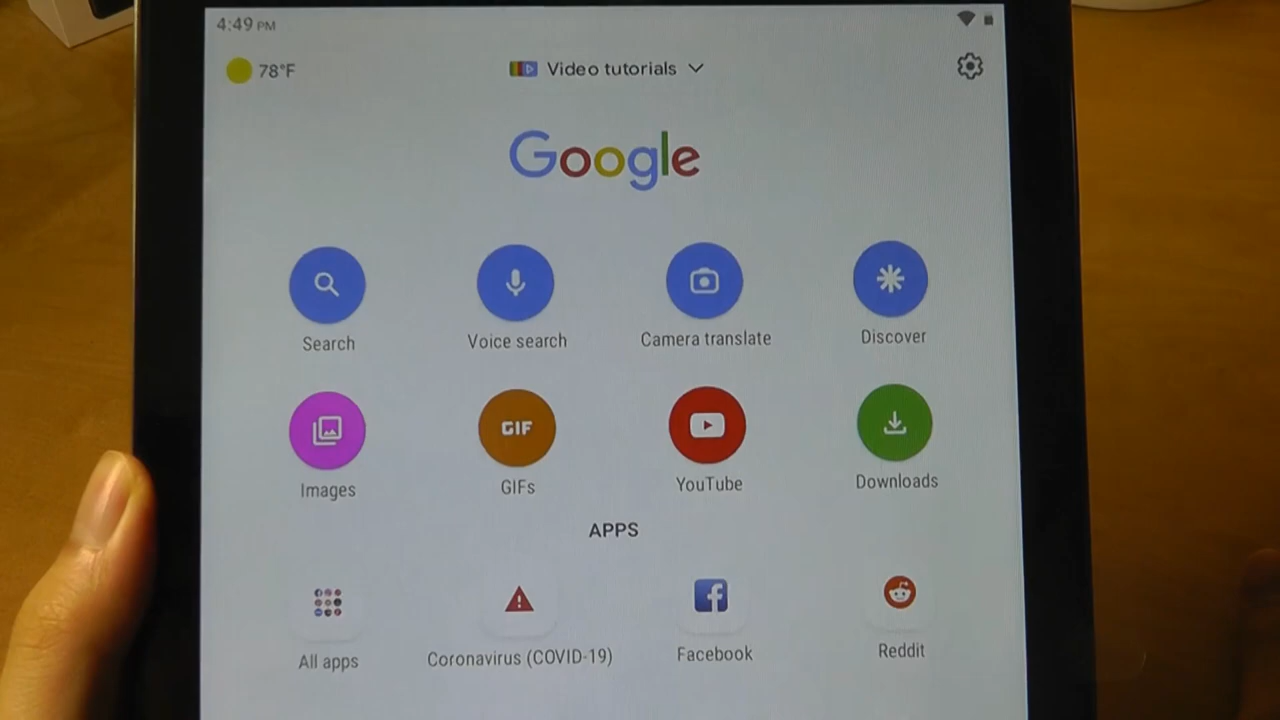 4:49 PM
78°F
Video tutorials
Google
Search
Voice search
Camera translate
Discover
GIF
Images
GIFs
YouTube
Downloads
APPS
All apps
Coronavirus (COVID-19)
Facebook
Reddit